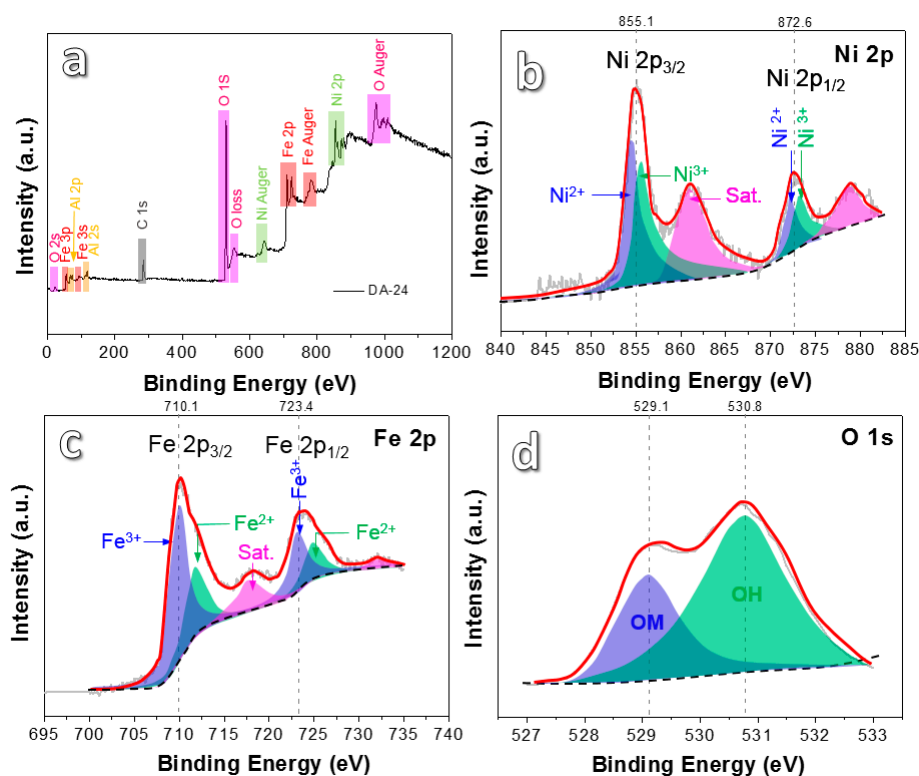 a
O 2s
Fe 3p
Al 2p
Fe 3s
Al 2s
C 1s
O 1S
O loss
Ni Auger
Fe 2p
Fe Auger
Ni 2p
O Auger
DA-24
Intensity (a.u.)
0 200 400 600 800 1000 1200
Binding Energy (eV)
855.1 872.6
b
Ni 2p
Ni 2p3/2
Ni 2p1/2
Ni 2+
Ni 3+
Ni2+
Ni3+
Sat.
Intensity (a.u.)
840 845 850 855 860 865 870 875 880 885
Binding Energy (eV)
710.1 723.4
c
Fe 2p
Fe 2p3/2
Fe 2p1/2
Fe3+
Fe2+
Sat.
Fe3+
Fe2+
Intensity (a.u.)
695 700 705 710 715 720 725 730 735 740
Binding Energy (eV)
529.1 530.8
d
O 1s
OM
OH
Intensity (a.u.)
527 528 529 530 531 532 533
Binding Energy (eV)